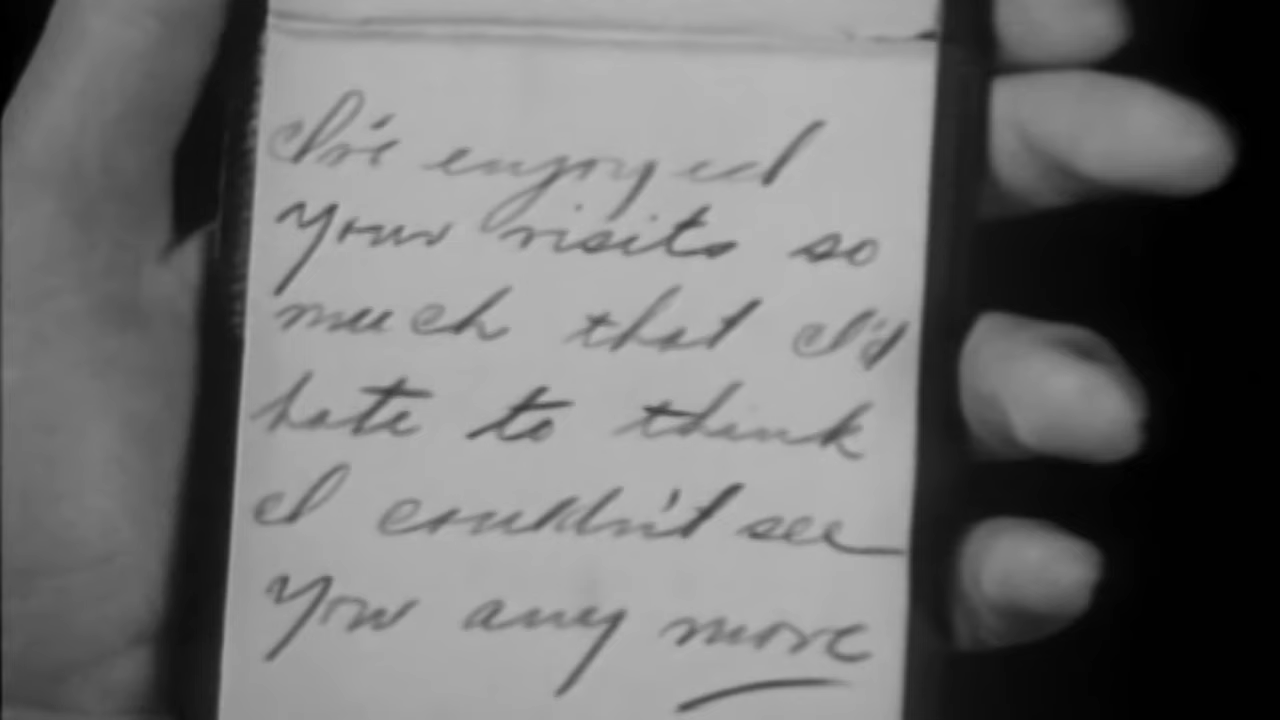 I've enjoyed
your visits so
much that I'd
hate to think
I couldn't see
you any more